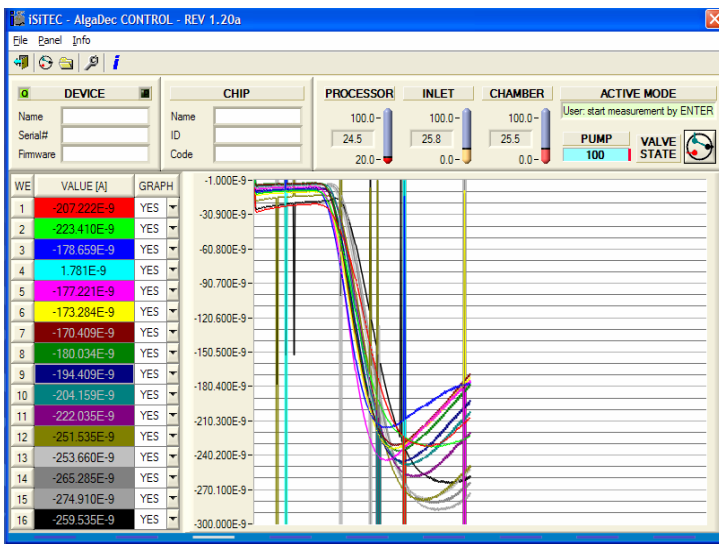 iSiTEC - AlgaDec CONTROL - REV 1.20a
File Panel Info
i
Q DEVICE CHIP PROCESSOR INLET CHAMBER ACTIVE MODE
Name Name 100.0 100.0 100.0 User: start measurement by ENTER
Serial# ID 24.5 25.8 25.5 PUMP VALVE
Firmware Code 20.0 0.0 0.0 100 STATE
WE VALUE [A] GRAPH
1 -207.222E-9 YES
2 -223.410E-9 YES
3 -178.659E-9 YES
4 1.781E-9 YES
5 -177.221E-9 YES
6 -173.284E-9 YES
7 -170.409E-9 YES
8 -180.034E-9 YES
9 -194.409E-9 YES
10 -204.159E-9 YES
11 -222.035E-9 YES
12 -251.535E-9 YES
13 -253.660E-9 YES
14 -265.285E-9 YES
15 -274.910E-9 YES
16 -259.535E-9 YES
-1.000E-9
-30.900E-9
-60.800E-9
-90.700E-9
-120.600E-9
-150.500E-9
-180.400E-9
-210.300E-9
-240.200E-9
-270.100E-9
-300.000E-9